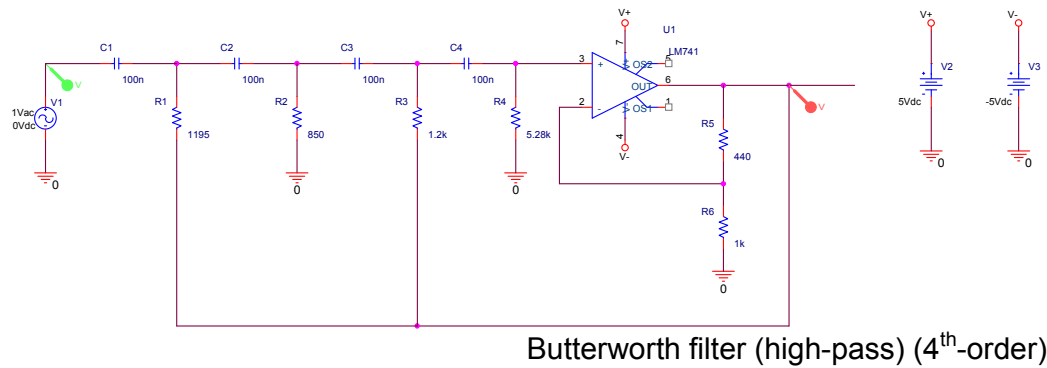 V+
V+
V-
U1
C1
C2
C3
C4
7
5
LM741
3
+
V+
OS2
V2
V3
100n
100n
100n
100n
6
OUT
V
V
V1
R1
R2
R3
R4
2
-
OS1
1
1Vac
0Vdc
5Vdc
-5Vdc
1195
850
1.2k
5.28k
V-
4
R5
V-
440
0
0
0
0
0
R6
1k
0
Butterworth filter (high-pass) (4th-order)